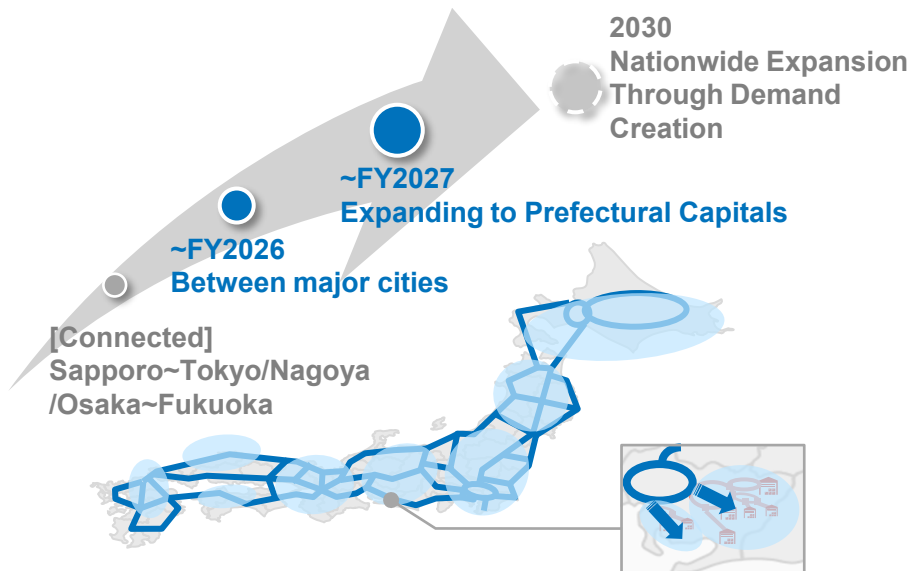 2030
Nationwide Expansion
Through Demand
Creation
~FY2027
Expanding to Prefectural Capitals
~FY2026
Between major cities
[Connected]
Sapporo~Tokyo/Nagoya
/Osaka~Fukuoka